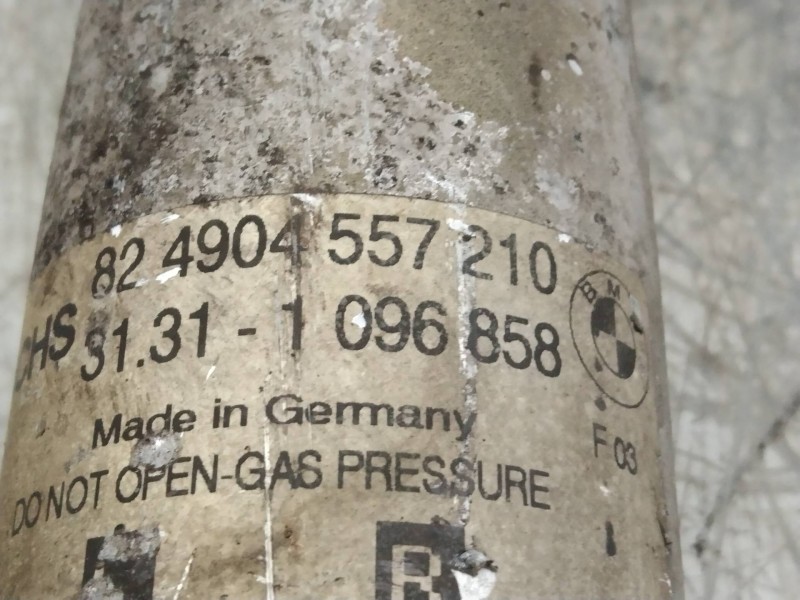 82 4904 557 210
CHS 31.31 - 1 096 858
BMW
Made in Germany
F 03
DO NOT OPEN-GAS PRESSURE
R